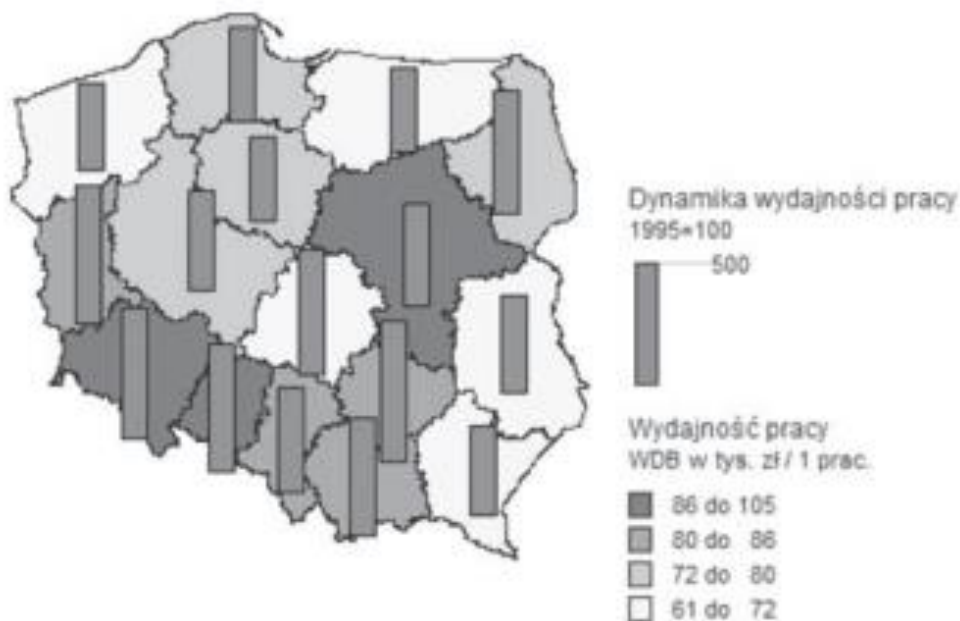 Dynamika wydajności pracy
1995=100
500
Wydajność pracy
WDB w tys. zł / 1 prac.
86 do 105
80 do 86
72 do 80
61 do 72